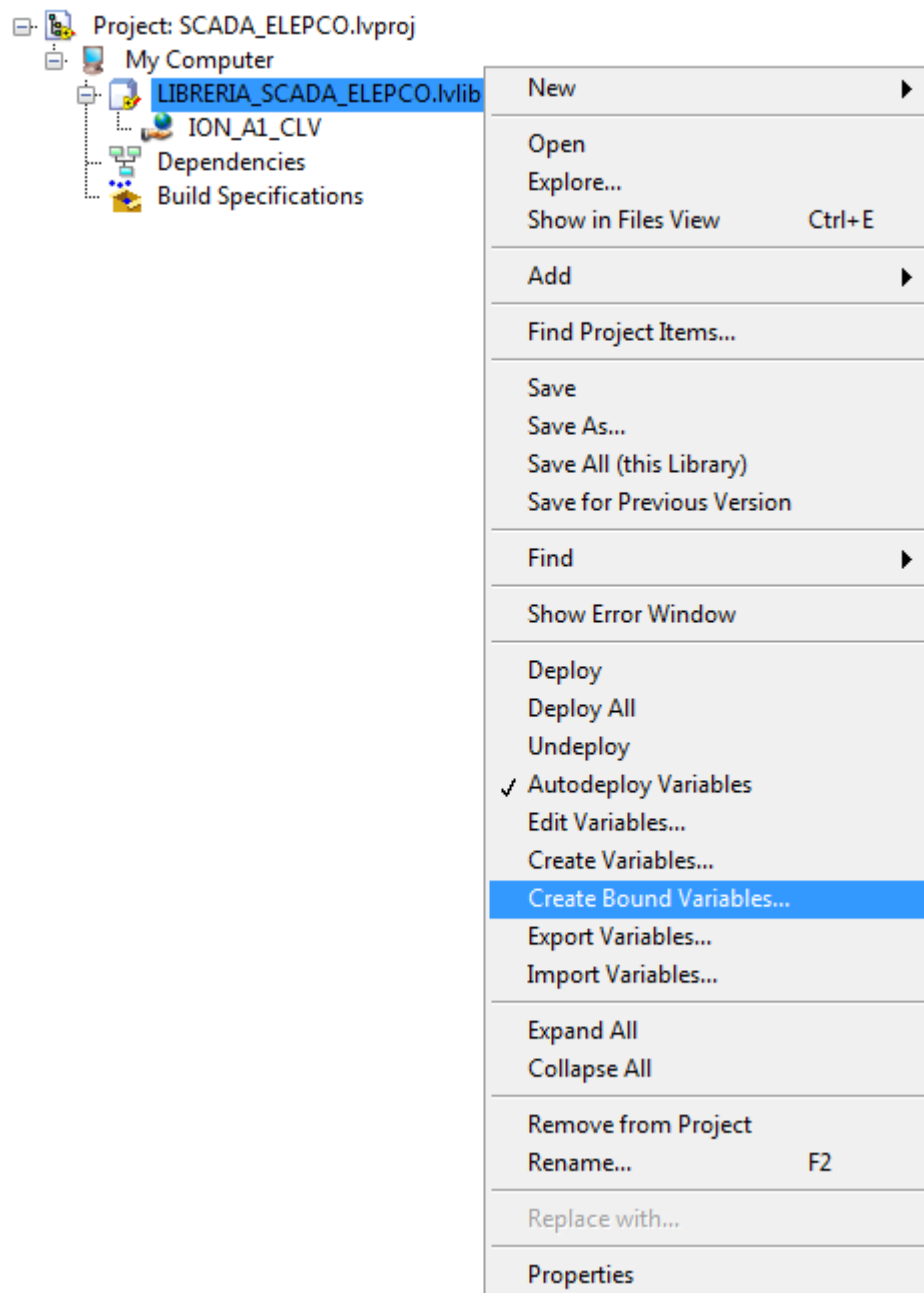 Project: SCADA_ELEPCO.lvproj
My Computer
LIBRERIA_SCADA_ELEPCO.lvlib
ION_A1_CLV
Dependencies
Build Specifications
New
Open
Explore...
Show in Files View Ctrl+E
Add
Find Project Items...
Save
Save As...
Save All (this Library)
Save for Previous Version
Find
Show Error Window
Deploy
Deploy All
Undeploy
Autodeploy Variables
Edit Variables...
Create Variables...
Create Bound Variables...
Export Variables...
Import Variables...
Expand All
Collapse All
Remove from Project
Rename... F2
Replace with...
Properties